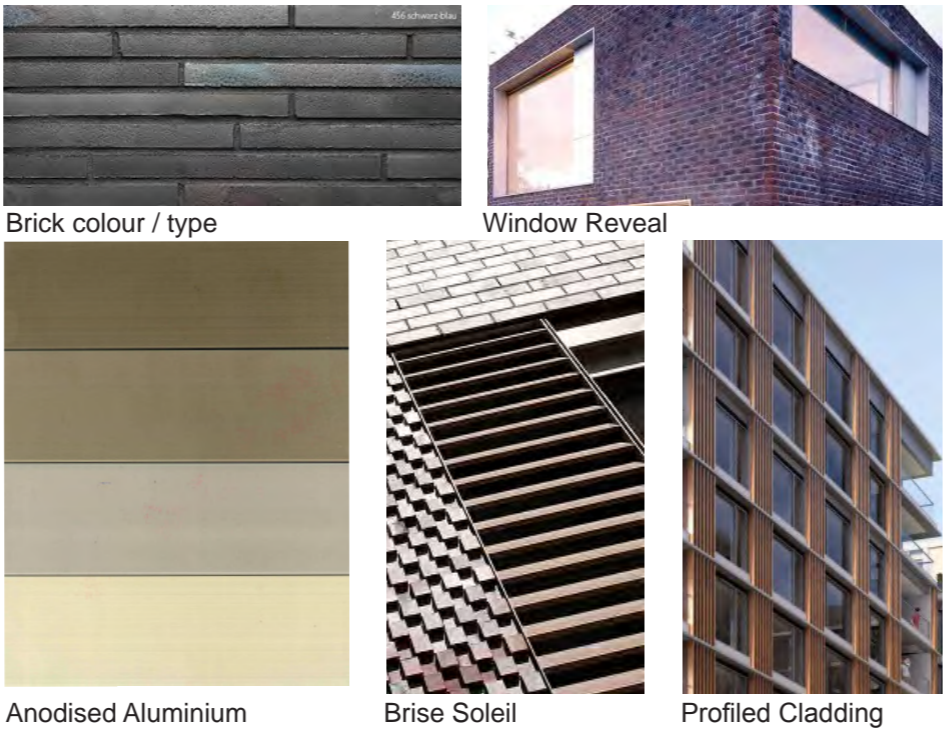 456 schwarz-blau
Brick colour / type
Window Reveal
Anodised Aluminium
Brise Soleil
Profiled Cladding